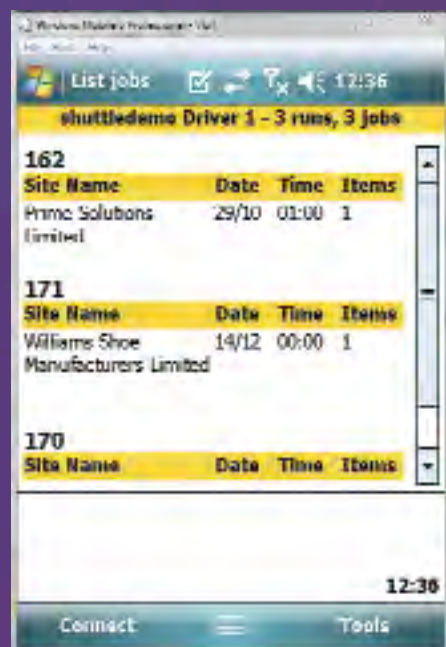 List jobs 12:36
shuttledemo Driver 1 - 3 runs, 3 jobs
162
Site Name Date Time Items
Prime Solutions 29/10 01:00 1
Limited
171
Site Name Date Time Items
Williams Shoe 14/12 00:00 1
Manufacturers Limited
170
Site Name Date Time Items
12:36
Connect Tools